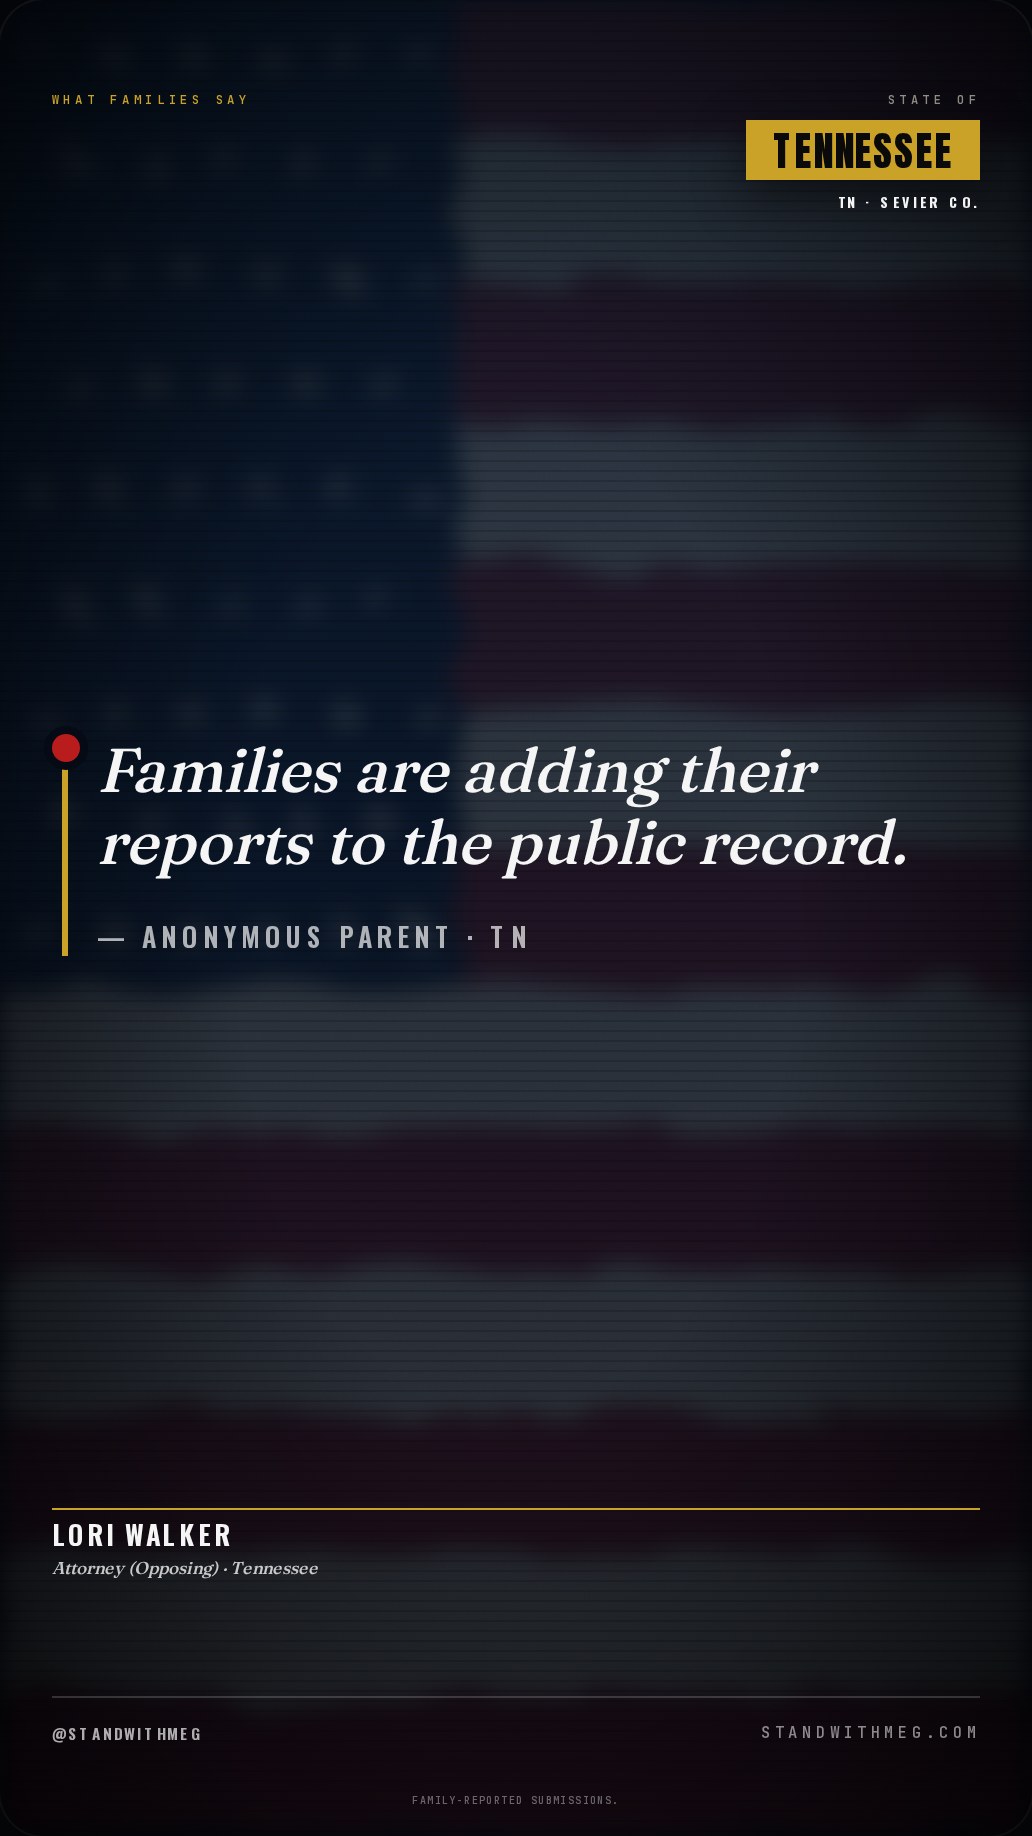 WHAT FAMILIES SAY
STATE OF
TENNESSEE
TN · SEVIER CO.
Families are adding their
reports to the public record.
— ANONYMOUS PARENT · TN
LORI WALKER
Attorney (Opposing) · Tennessee
@STANDWITHMEG
STANDWITHMEG.COM
FAMILY-REPORTED SUBMISSIONS.